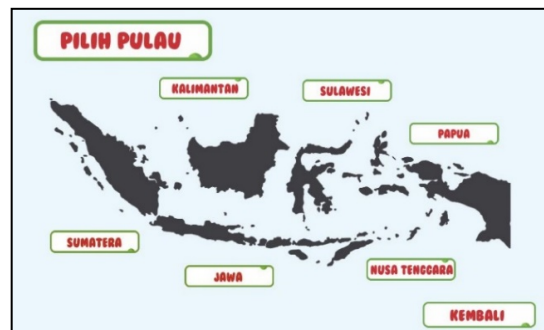 PILIH PULAU
KALIMANTAN
SULAWESI
PAPUA
SUMATERA
JAWA
NUSA TENGGARA
KEMBALI